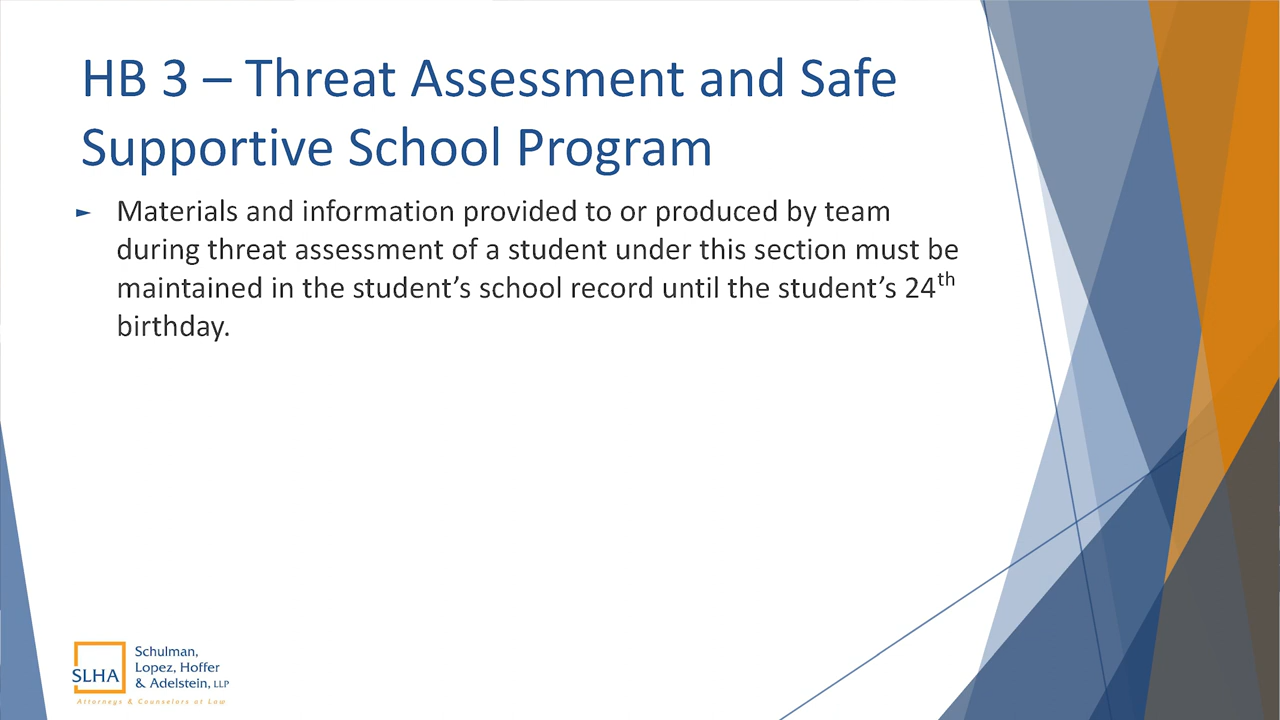 HB 3 – Threat Assessment and Safe
Supportive School Program
► Materials and information provided to or produced by team
during threat assessment of a student under this section must be
maintained in the student’s school record until the student’s 24th
birthday.
SLHA
Schulman,
Lopez, Hoffer
& Adelstein, LLP
Attorneys & Counselors at Law